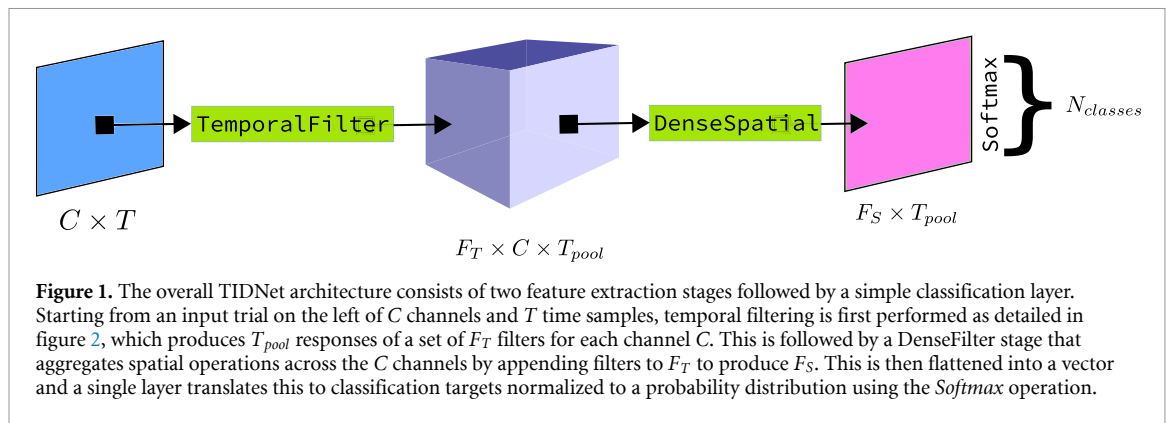 TemporalFilter
DenseSpatial
Softmax
N_{classes}
C × T
F_T × C × T_{pool}
F_S × T_{pool}
Figure 1. The overall TIDNet architecture consists of two feature extraction stages followed by a simple classification layer.
Starting from an input trial on the left of C channels and T time samples, temporal filtering is first performed as detailed in
figure 2, which produces T_{pool} responses of a set of F_T filters for each channel C. This is followed by a DenseFilter stage that
aggregates spatial operations across the C channels by appending filters to F_T to produce F_S. This is then flattened into a vector
and a single layer translates this to classification targets normalized to a probability distribution using the Softmax operation.